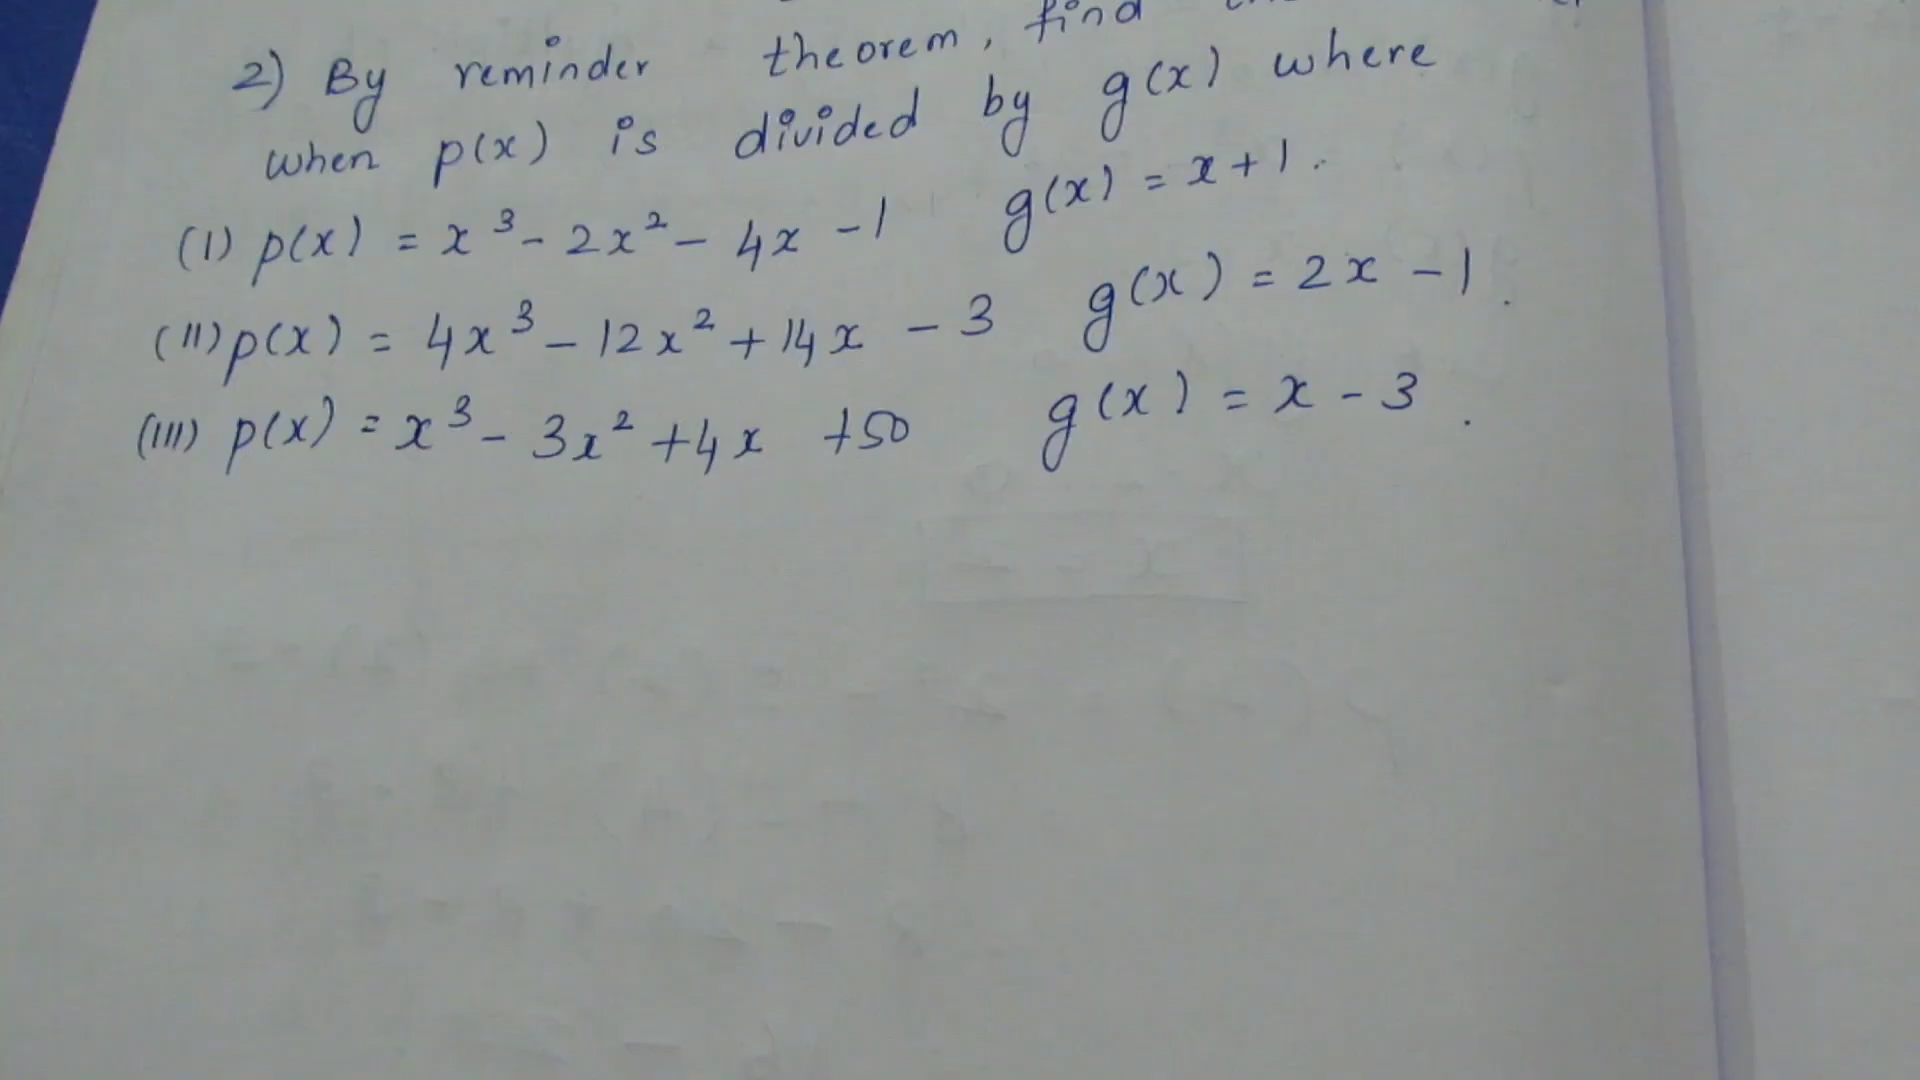 2) By reminder theorem, find
when p(x) is divided by g(x) where
(I) p(x) = x³ - 2x² - 4x - 1 g(x) = x + 1.
(II) p(x) = 4x³ - 12x² + 14x - 3 g(x) = 2x - 1.
(III) p(x) = x³ - 3x² + 4x + 50 g(x) = x - 3.